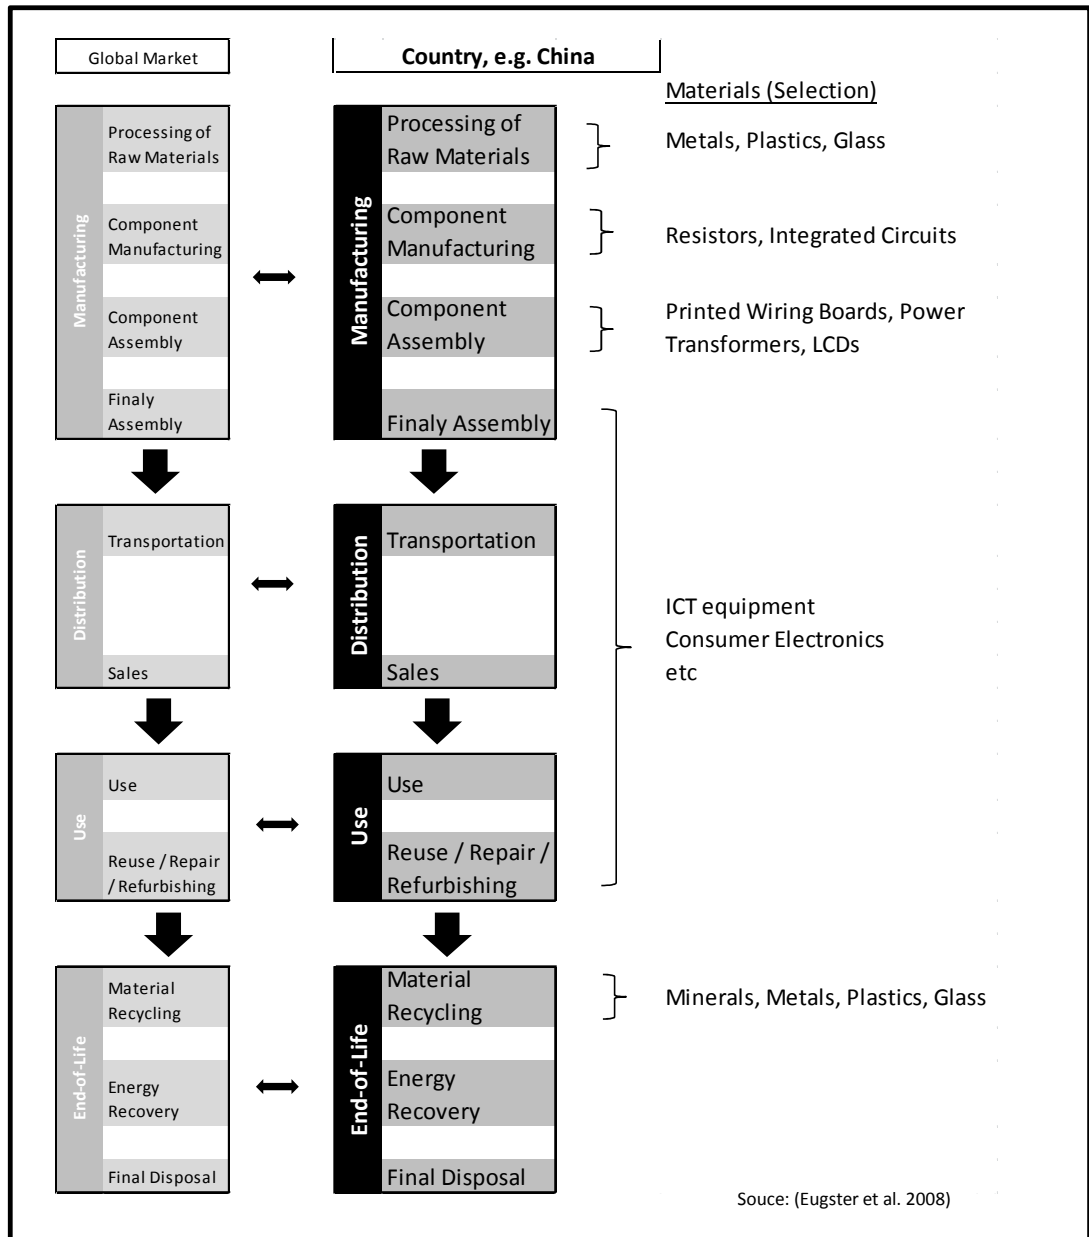 Global Market
Country, e.g. China
Materials (Selection)
Manufacturing
Processing of
Raw Materials
Component
Manufacturing
Component
Assembly
Finaly
Assembly
Manufacturing
Processing of
Raw Materials
Component
Manufacturing
Component
Assembly
Finaly Assembly
Metals, Plastics, Glass
Resistors, Integrated Circuits
Printed Wiring Boards, Power
Transformers, LCDs
Distribution
Transportation
Sales
Distribution
Transportation
Sales
ICT equipment
Consumer Electronics
etc
Use
Use
Reuse / Repair
/ Refurbishing
Use
Use
Reuse / Repair /
Refurbishing
End-of-Life
Material
Recycling
Energy
Recovery
Final Disposal
End-of-Life
Material
Recycling
Energy
Recovery
Final Disposal
Minerals, Metals, Plastics, Glass
Souce: (Eugster et al. 2008)